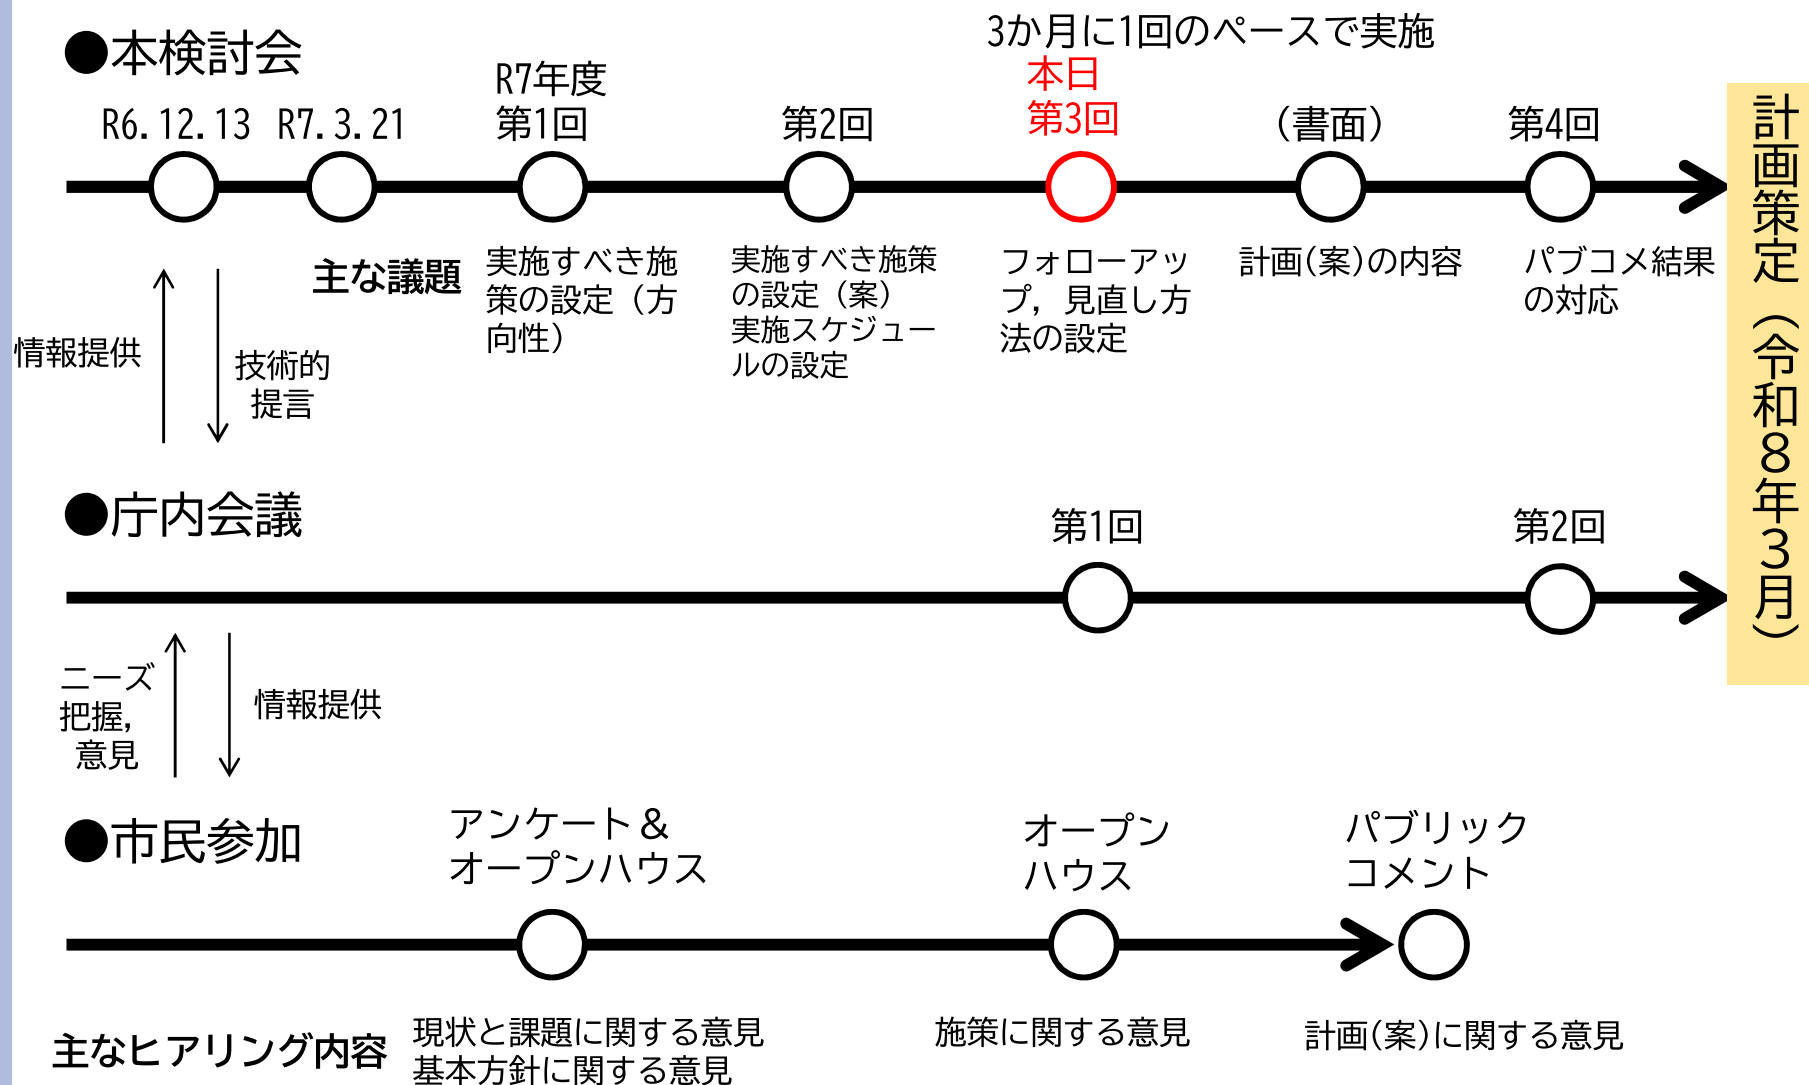 ●本検討会
3か月に1回のペースで実施
R6.12.13
R7.3.21
R7年度
第1回
第2回
本日
第3回
（書面）
第4回
主な議題
実施すべき施
策の設定（方
向性）
実施すべき施策
の設定（案）
実施スケジュー
ルの設定
フォローアッ
プ，見直し方
法の設定
計画(案)の内容
パブコメ結果
の対応
情報提供
技術的
提言
計画策定（令和８年３月）
●庁内会議
第1回
第2回
ニーズ
把握，
意見
情報提供
●市民参加
アンケート＆
オープンハウス
オープン
ハウス
パブリック
コメント
主なヒアリング内容
現状と課題に関する意見
基本方針に関する意見
施策に関する意見
計画(案)に関する意見